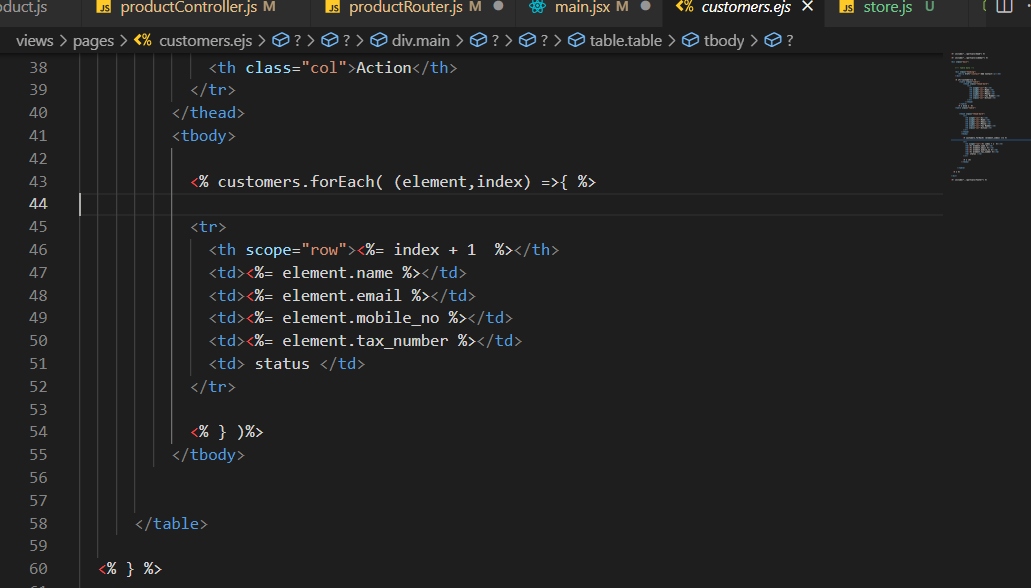 oduct.js JS productController.js M JS productRouter.js M main.jsx M <% customers.ejs JS store.js U
views > pages > <% customers.ejs > ? > ? > div.main > ? > ? > table.table > tbody > ?
38 <th class="col">Action</th>
39 </tr>
40 </thead>
41 <tbody>
42
43 <% customers.forEach( (element,index) =>{ %>
44
45 <tr>
46 <th scope="row"><%= index + 1  %></th>
47 <td><%= element.name %></td>
48 <td><%= element.email %></td>
49 <td><%= element.mobile_no %></td>
50 <td><%= element.tax_number %></td>
51 <td> status </td>
52 </tr>
53
54 <% } )%>
55 </tbody>
56
57
58 </table>
59
60 <% } %>